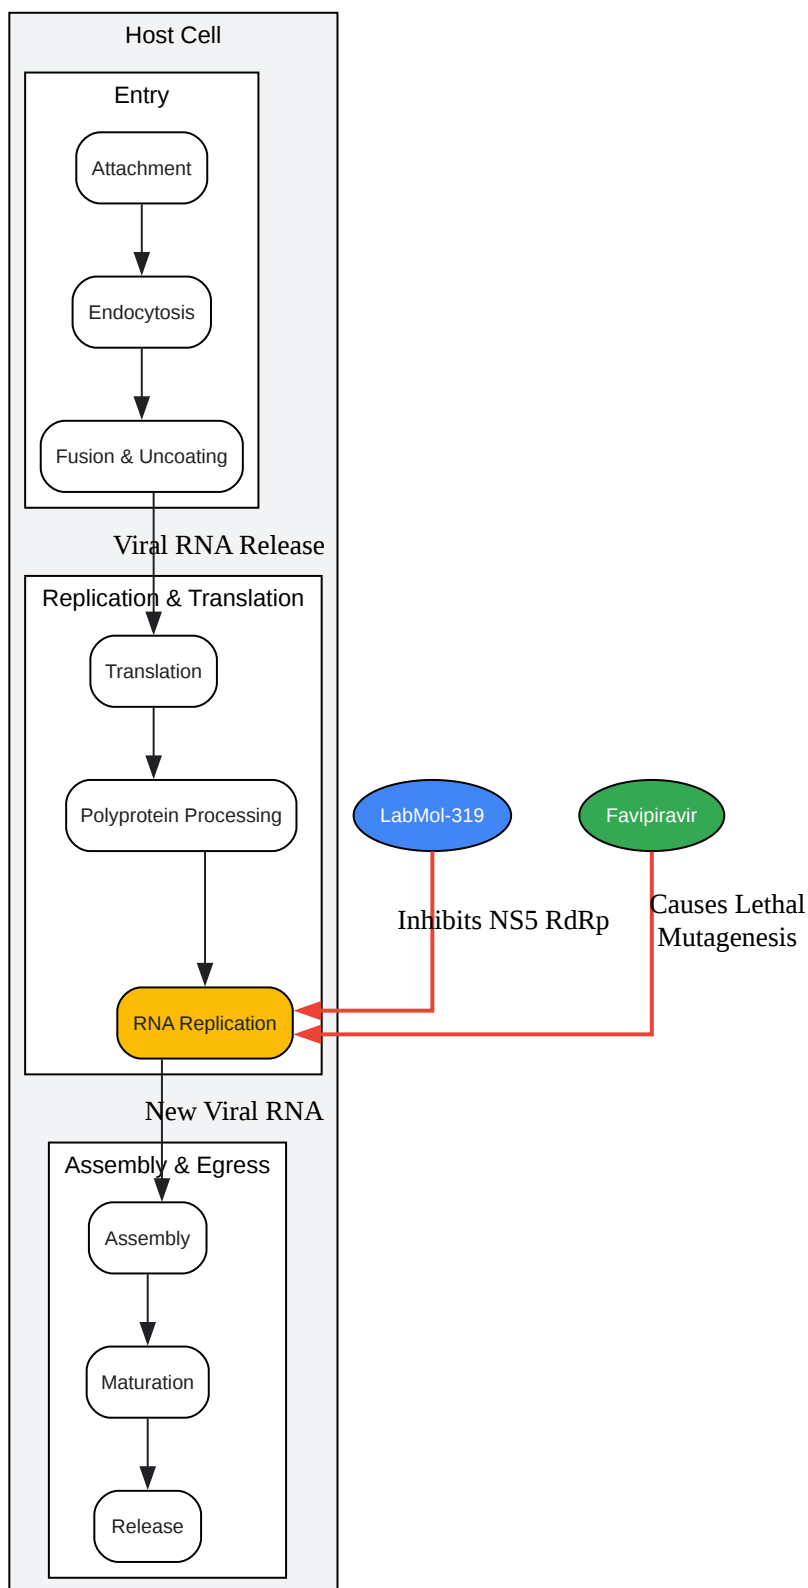 Host Cell
Entry
Attachment
Endocytosis
Fusion & Uncoating
Viral RNA Release
Replication & Translation
Translation
Polyprotein Processing
LabMol-319
Favipiravir
Inhibits NS5 RdRp
Causes Lethal
Mutagenesis
RNA Replication
New Viral RNA
Assembly & Egress
Assembly
Maturation
Release